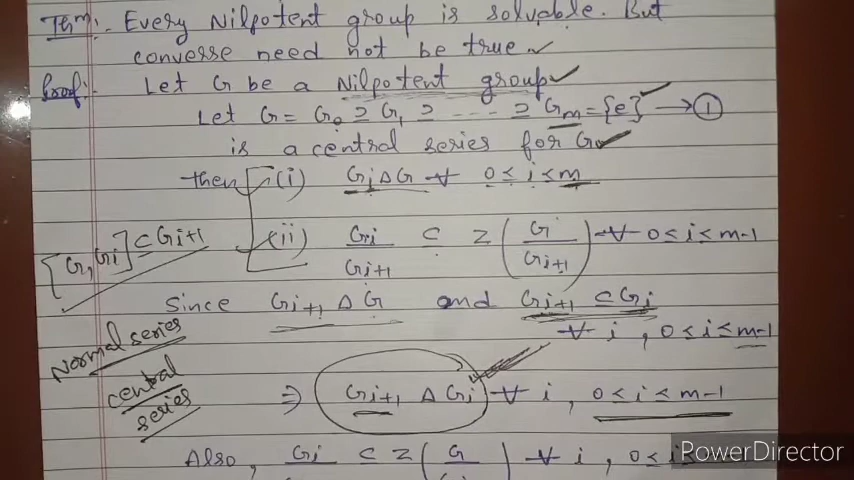 Thm:. Every Nilpotent group is solvable. But
converse need not be true
Proof:. Let G be a Nilpotent group
Let G = G₀ ⊇ G₁ ⊇ ---- ⊇ Gm = {e} → ①
is a central series for G
then (i) Gi Δ G ∀ 0 ≤ i ≤ m
[G, Gi] ⊆ Gi+1 (ii) Gi/Gi+1 ⊆ Z(G/Gi+1) ∀ 0 ≤ i ≤ m-1
Since Gi+1 Δ G and Gi+1 ⊆ Gi
∀ i, 0 ≤ i ≤ m-1
Normal series
central
series
⇒ Gi+1 Δ Gi ∀ i, 0 ≤ i ≤ m-1
Also, Gi ⊆ Z(G ) ∀ i, 0 ≤ i
PowerDirector